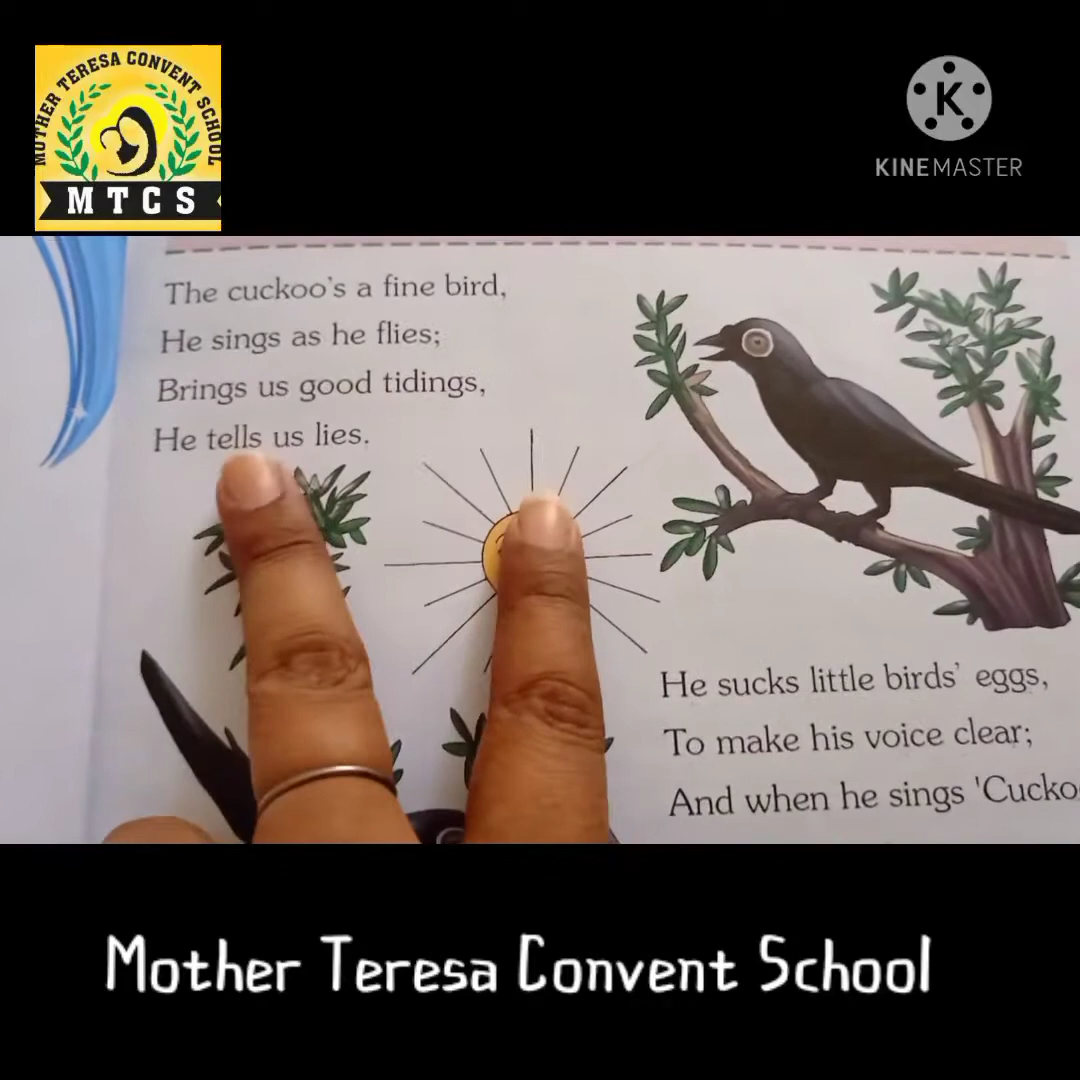 MOTHER TERESA CONVENT SCHOOL
MTCS
K
KINEMASTER
The cuckoo's a fine bird,
He sings as he flies;
Brings us good tidings,
He tells us lies.
He sucks little birds' eggs,
To make his voice clear;
And when he sings 'Cucko
Mother Teresa Convent School